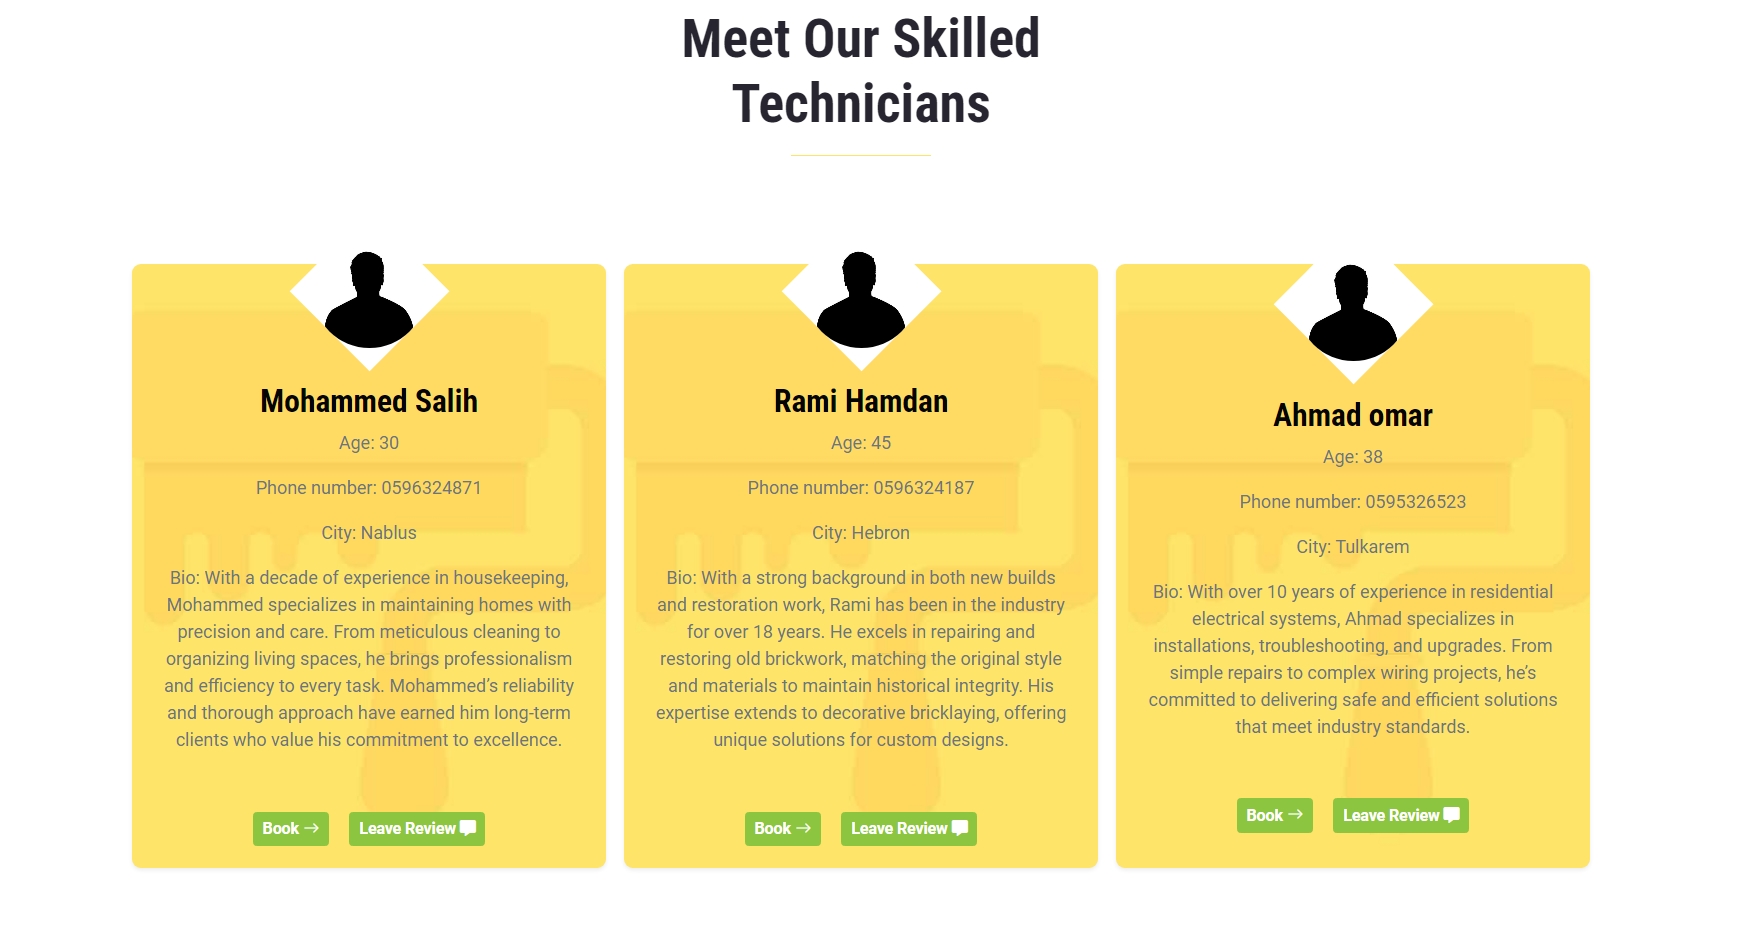 Meet Our Skilled
Technicians
Mohammed Salih
Age: 30
Phone number: 0596324871
City: Nablus
Bio: With a decade of experience in housekeeping,
Mohammed specializes in maintaining homes with
precision and care. From meticulous cleaning to
organizing living spaces, he brings professionalism
and efficiency to every task. Mohammed’s reliability
and thorough approach have earned him long-term
clients who value his commitment to excellence.
Book →
Leave Review
Rami Hamdan
Age: 45
Phone number: 0596324187
City: Hebron
Bio: With a strong background in both new builds
and restoration work, Rami has been in the industry
for over 18 years. He excels in repairing and
restoring old brickwork, matching the original style
and materials to maintain historical integrity. His
expertise extends to decorative bricklaying, offering
unique solutions for custom designs.
Book →
Leave Review
Ahmad omar
Age: 38
Phone number: 0595326523
City: Tulkarem
Bio: With over 10 years of experience in residential
electrical systems, Ahmad specializes in
installations, troubleshooting, and upgrades. From
simple repairs to complex wiring projects, he’s
committed to delivering safe and efficient solutions
that meet industry standards.
Book →
Leave Review